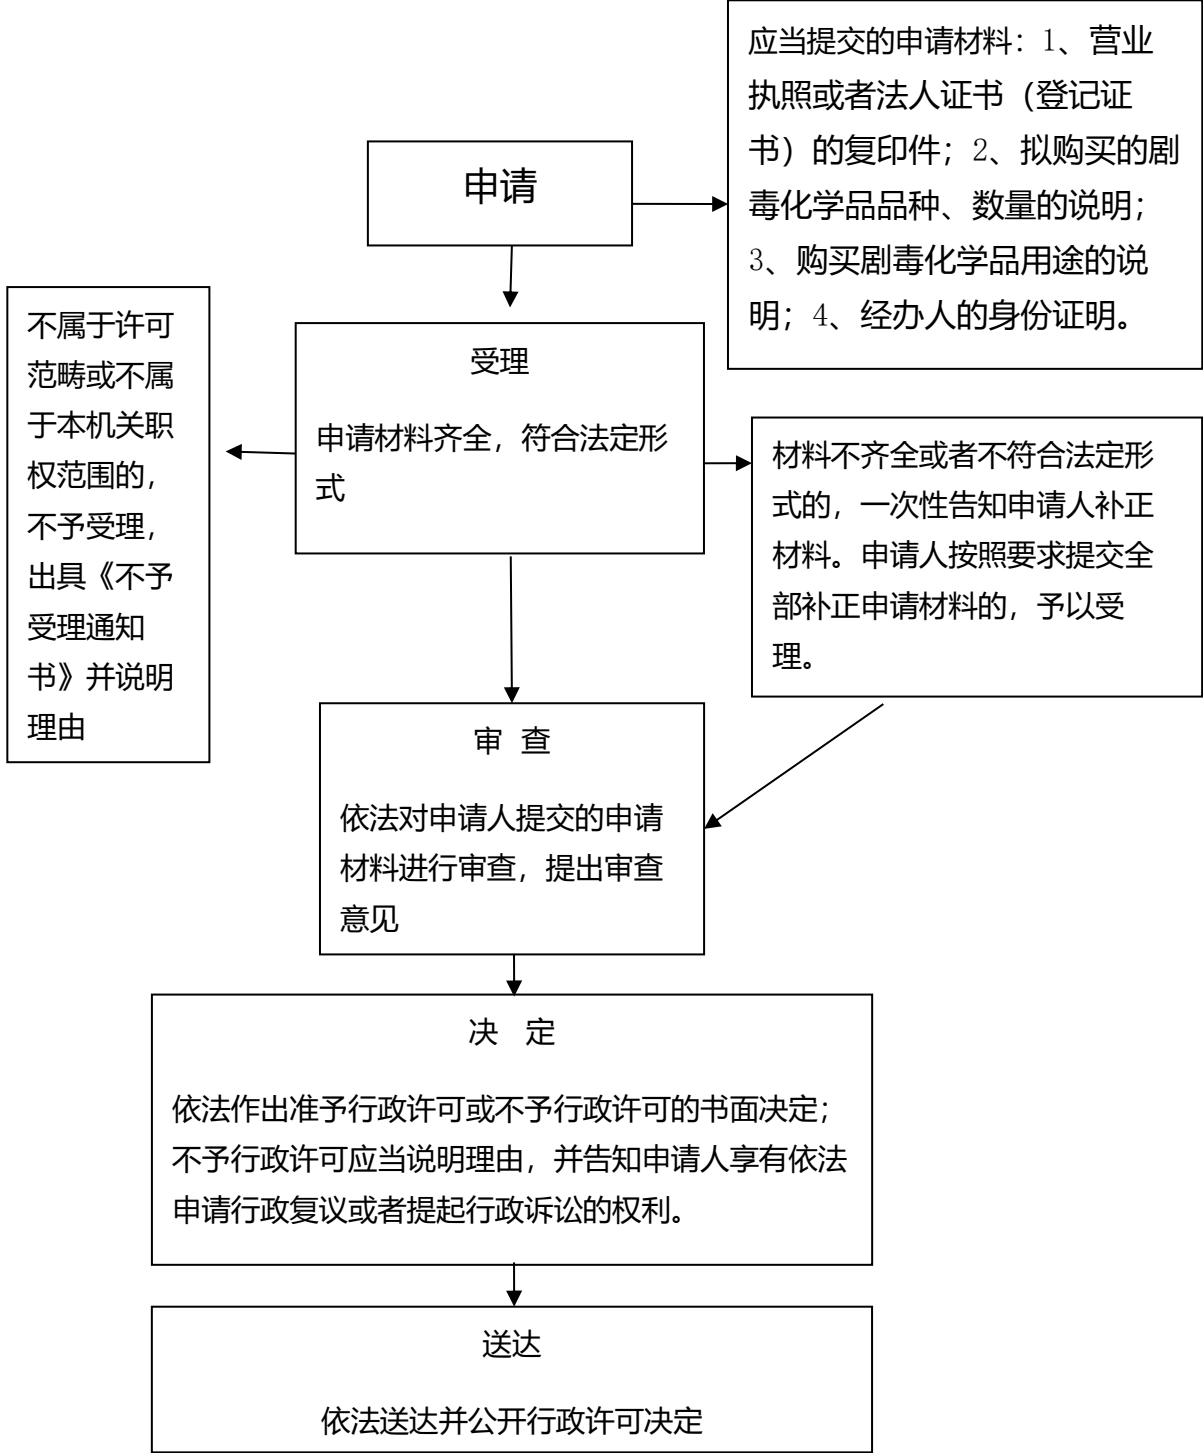 应当提交的申请材料：1、营业
执照或者法人证书（登记证
书）的复印件；2、拟购买的剧
毒化学品品种、数量的说明；
3、购买剧毒化学品用途的说
明；4、经办人的身份证明。
申请
不属于许可
范畴或不属
于本机关职
权范围的，
不予受理，
出具《不予
受理通知
书》并说明
理由
受理
申请材料齐全，符合法定形
式
材料不齐全或者不符合法定形
式的，一次性告知申请人补正
材料。申请人按照要求提交全
部补正申请材料的，予以受
理。
审 查
依法对申请人提交的申请
材料进行审查，提出审查
意见
决 定
依法作出准予行政许可或不予行政许可的书面决定；
不予行政许可应当说明理由，并告知申请人享有依法
申请行政复议或者提起行政诉讼的权利。
送达
依法送达并公开行政许可决定